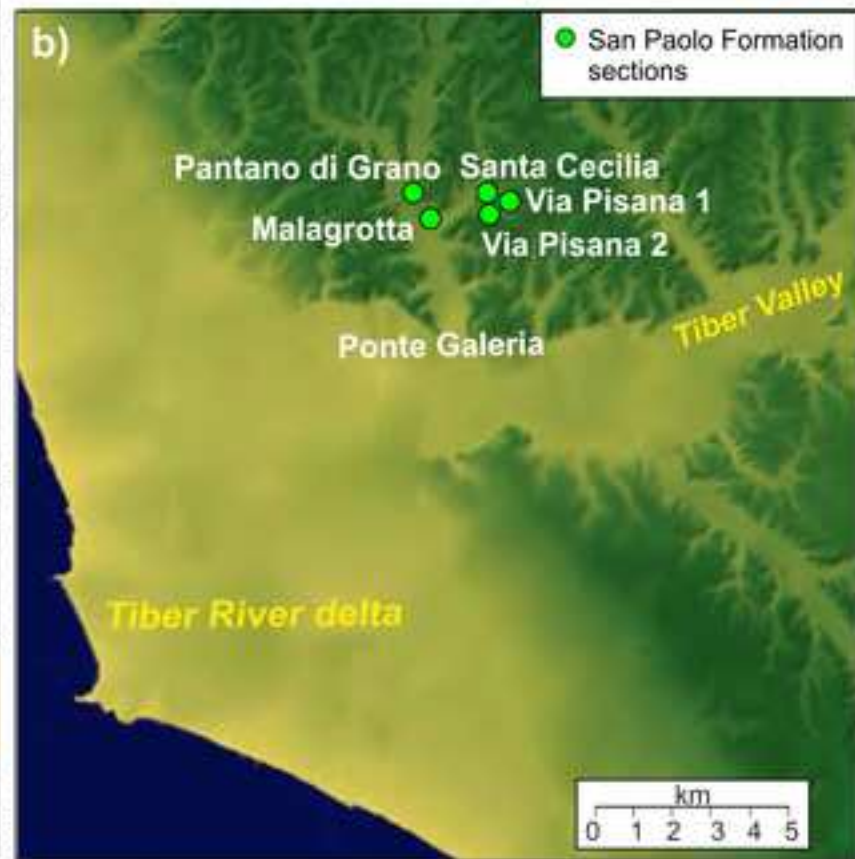 b)
San Paolo Formation
sections
Pantano di Grano
Santa Cecilia
Via Pisana 1
Malagrotta
Via Pisana 2
Tiber Valley
Ponte Galeria
Tiber River delta
km
0 1 2 3 4 5